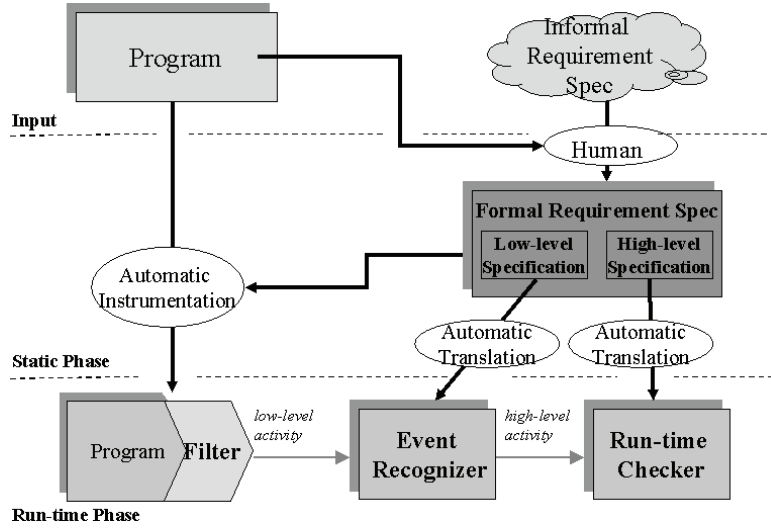 Program
Informal
Requirement
Spec
Input
Human
Formal Requirement Spec
Low-level
Specification
High-level
Specification
Automatic
Instrumentation
Automatic
Translation
Automatic
Translation
Static Phase
Program
Filter
low-level
activity
Event
Recognizer
high-level
activity
Run-time
Checker
Run-time Phase